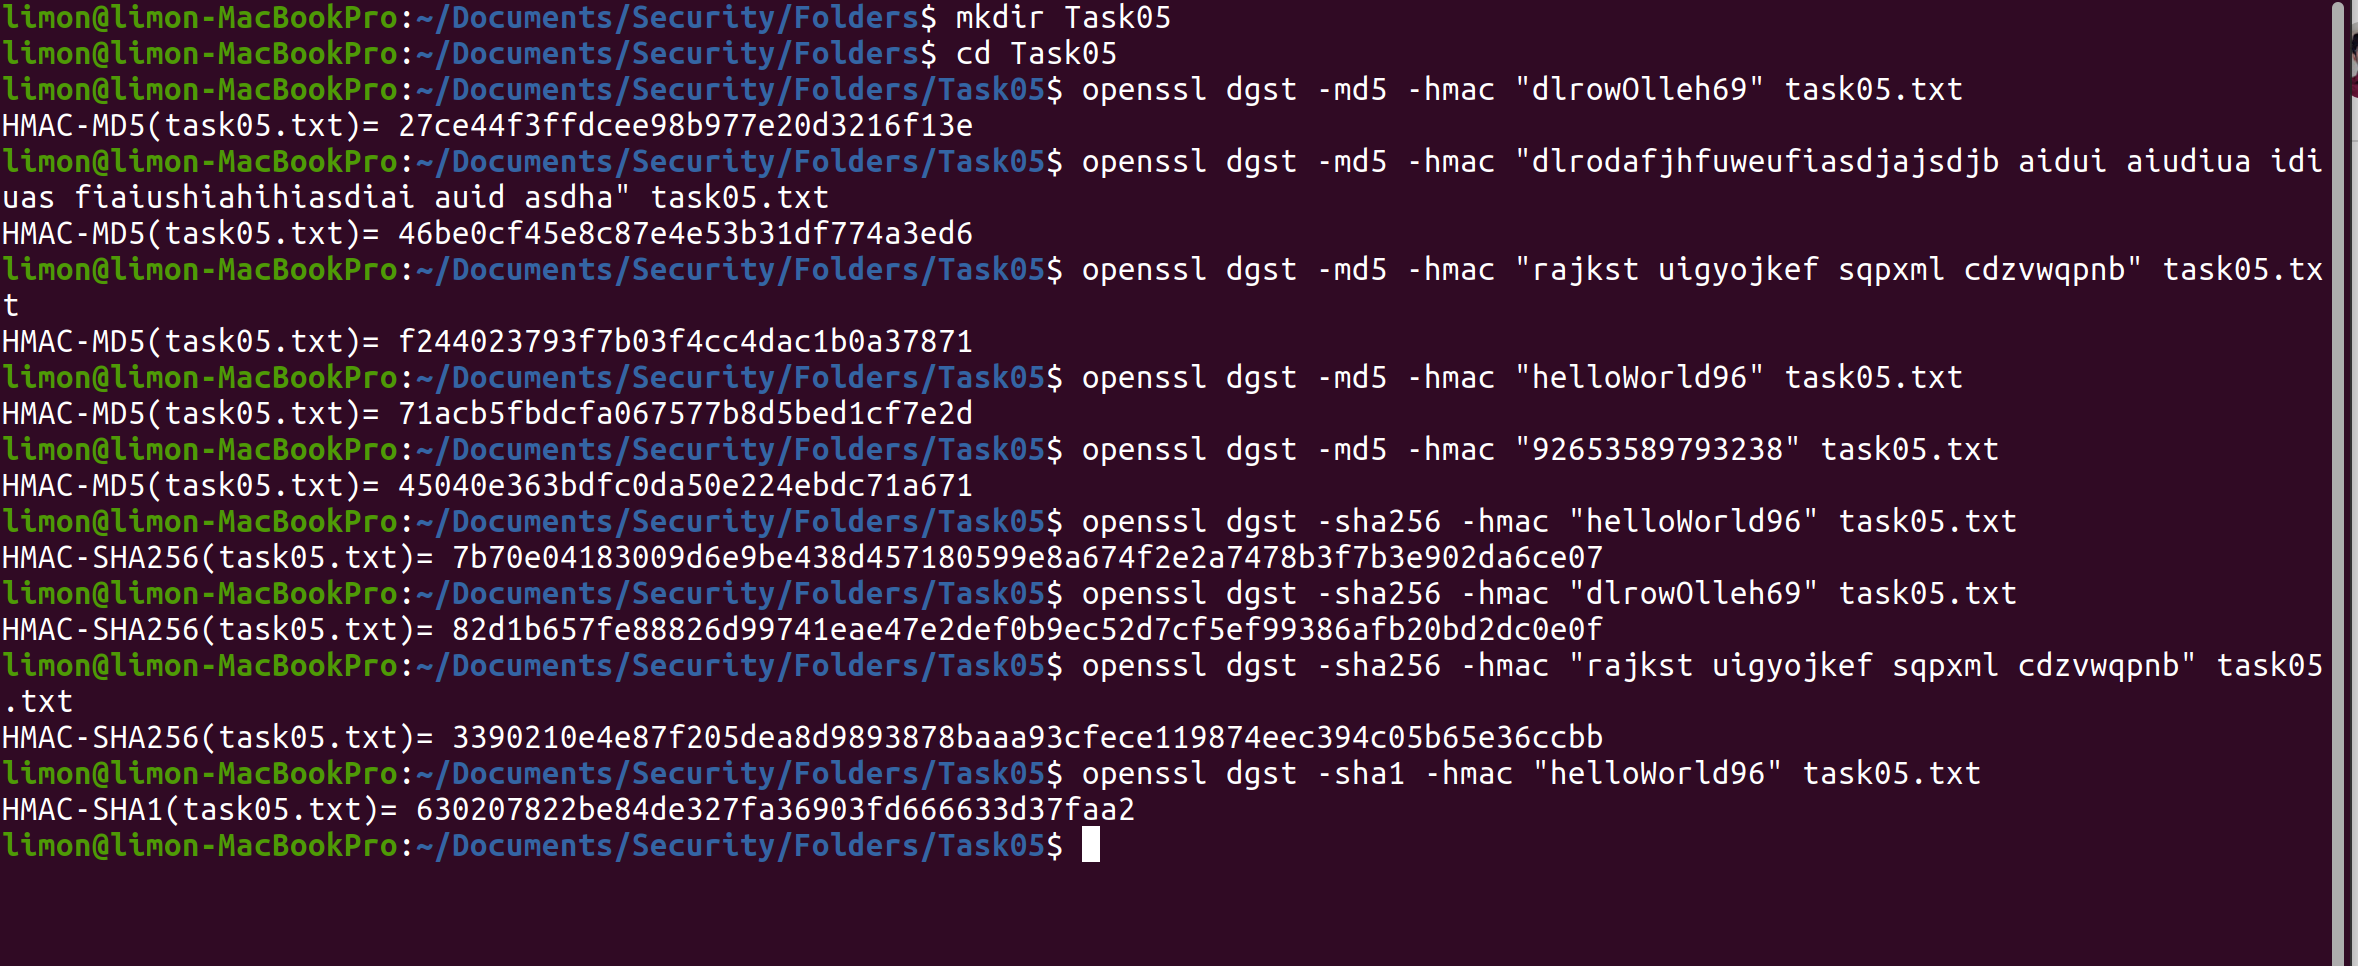 limon@limon-MacBookPro:~/Documents/Security/Folders$ mkdir Task05
limon@limon-MacBookPro:~/Documents/Security/Folders$ cd Task05
limon@limon-MacBookPro:~/Documents/Security/Folders/Task05$ openssl dgst -md5 -hmac "dlrowOlleh69" task05.txt
HMAC-MD5(task05.txt)= 27ce44f3ffdcee98b977e20d3216f13e
limon@limon-MacBookPro:~/Documents/Security/Folders/Task05$ openssl dgst -md5 -hmac "dlrodafjhfuweufiasdjajsdjb aidui aiudiua idi
uas fiaiushiahihiasdiai auid asdha" task05.txt
HMAC-MD5(task05.txt)= 46be0cf45e8c87e4e53b31df774a3ed6
limon@limon-MacBookPro:~/Documents/Security/Folders/Task05$ openssl dgst -md5 -hmac "rajkst uigyojkef sqpxml cdzvwqpnb" task05.tx
t
HMAC-MD5(task05.txt)= f244023793f7b03f4cc4dac1b0a37871
limon@limon-MacBookPro:~/Documents/Security/Folders/Task05$ openssl dgst -md5 -hmac "helloWorld96" task05.txt
HMAC-MD5(task05.txt)= 71acb5fbdcfa067577b8d5bed1cf7e2d
limon@limon-MacBookPro:~/Documents/Security/Folders/Task05$ openssl dgst -md5 -hmac "92653589793238" task05.txt
HMAC-MD5(task05.txt)= 45040e363bdfc0da50e224ebdc71a671
limon@limon-MacBookPro:~/Documents/Security/Folders/Task05$ openssl dgst -sha256 -hmac "helloWorld96" task05.txt
HMAC-SHA256(task05.txt)= 7b70e04183009d6e9be438d457180599e8a674f2e2a7478b3f7b3e902da6ce07
limon@limon-MacBookPro:~/Documents/Security/Folders/Task05$ openssl dgst -sha256 -hmac "dlrowOlleh69" task05.txt
HMAC-SHA256(task05.txt)= 82d1b657fe88826d99741eae47e2def0b9ec52d7cf5ef99386afb20bd2dc0e0f
limon@limon-MacBookPro:~/Documents/Security/Folders/Task05$ openssl dgst -sha256 -hmac "rajkst uigyojkef sqpxml cdzvwqpnb" task05
.txt
HMAC-SHA256(task05.txt)= 3390210e4e87f205dea8d9893878baaa93cfece119874eec394c05b65e36ccbb
limon@limon-MacBookPro:~/Documents/Security/Folders/Task05$ openssl dgst -sha1 -hmac "helloWorld96" task05.txt
HMAC-SHA1(task05.txt)= 630207822be84de327fa36903fd666633d37faa2
limon@limon-MacBookPro:~/Documents/Security/Folders/Task05$